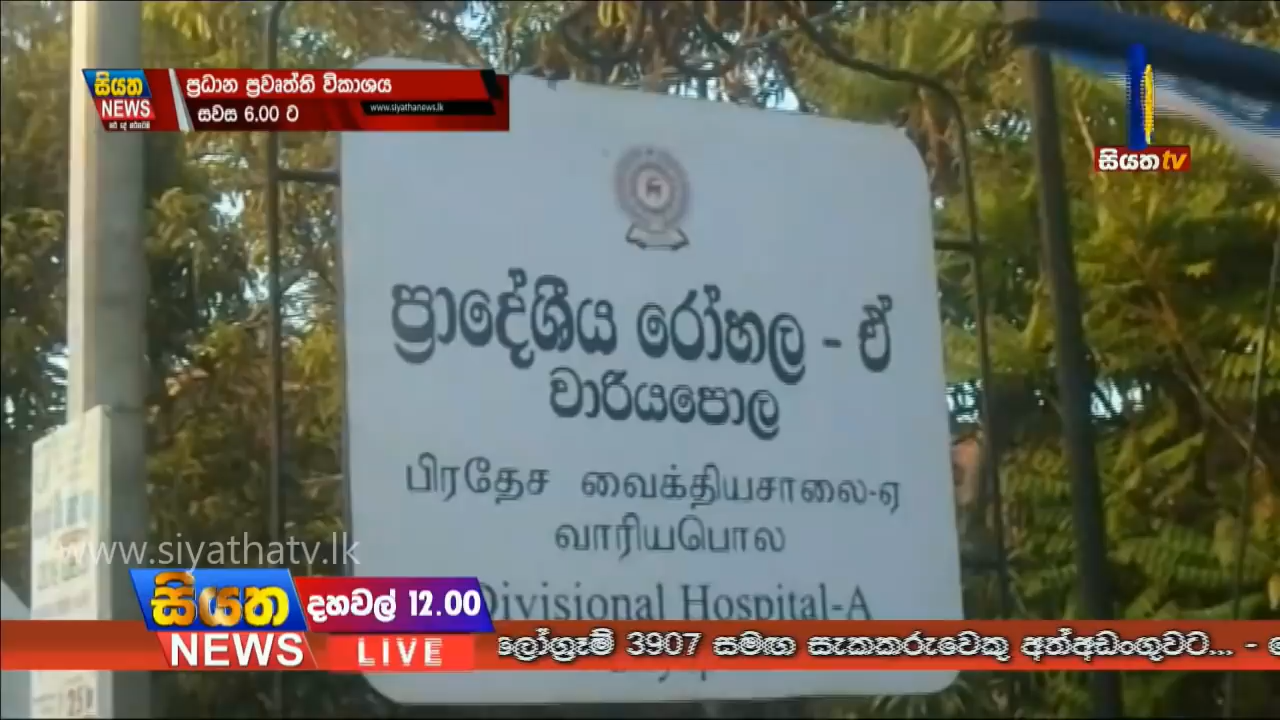 සියත
NEWS
ප්‍රධාන ප්‍රවෘත්ති විකාශය
සවස 6.00 ට
www.siyathanews.lk
සියත tv
ප්‍රාදේශීය රෝහල - ඒ
වාරියපොල
பிரதேச வைத்தியசாலை-ஏ
வாரியபொல
Divisional Hospital-A
www.siyathatv.lk
සියත
NEWS
දහවල් 12.00
LIVE
3907 සමඟ සැකකරුවෙකු අත්අඩංගුවට... -